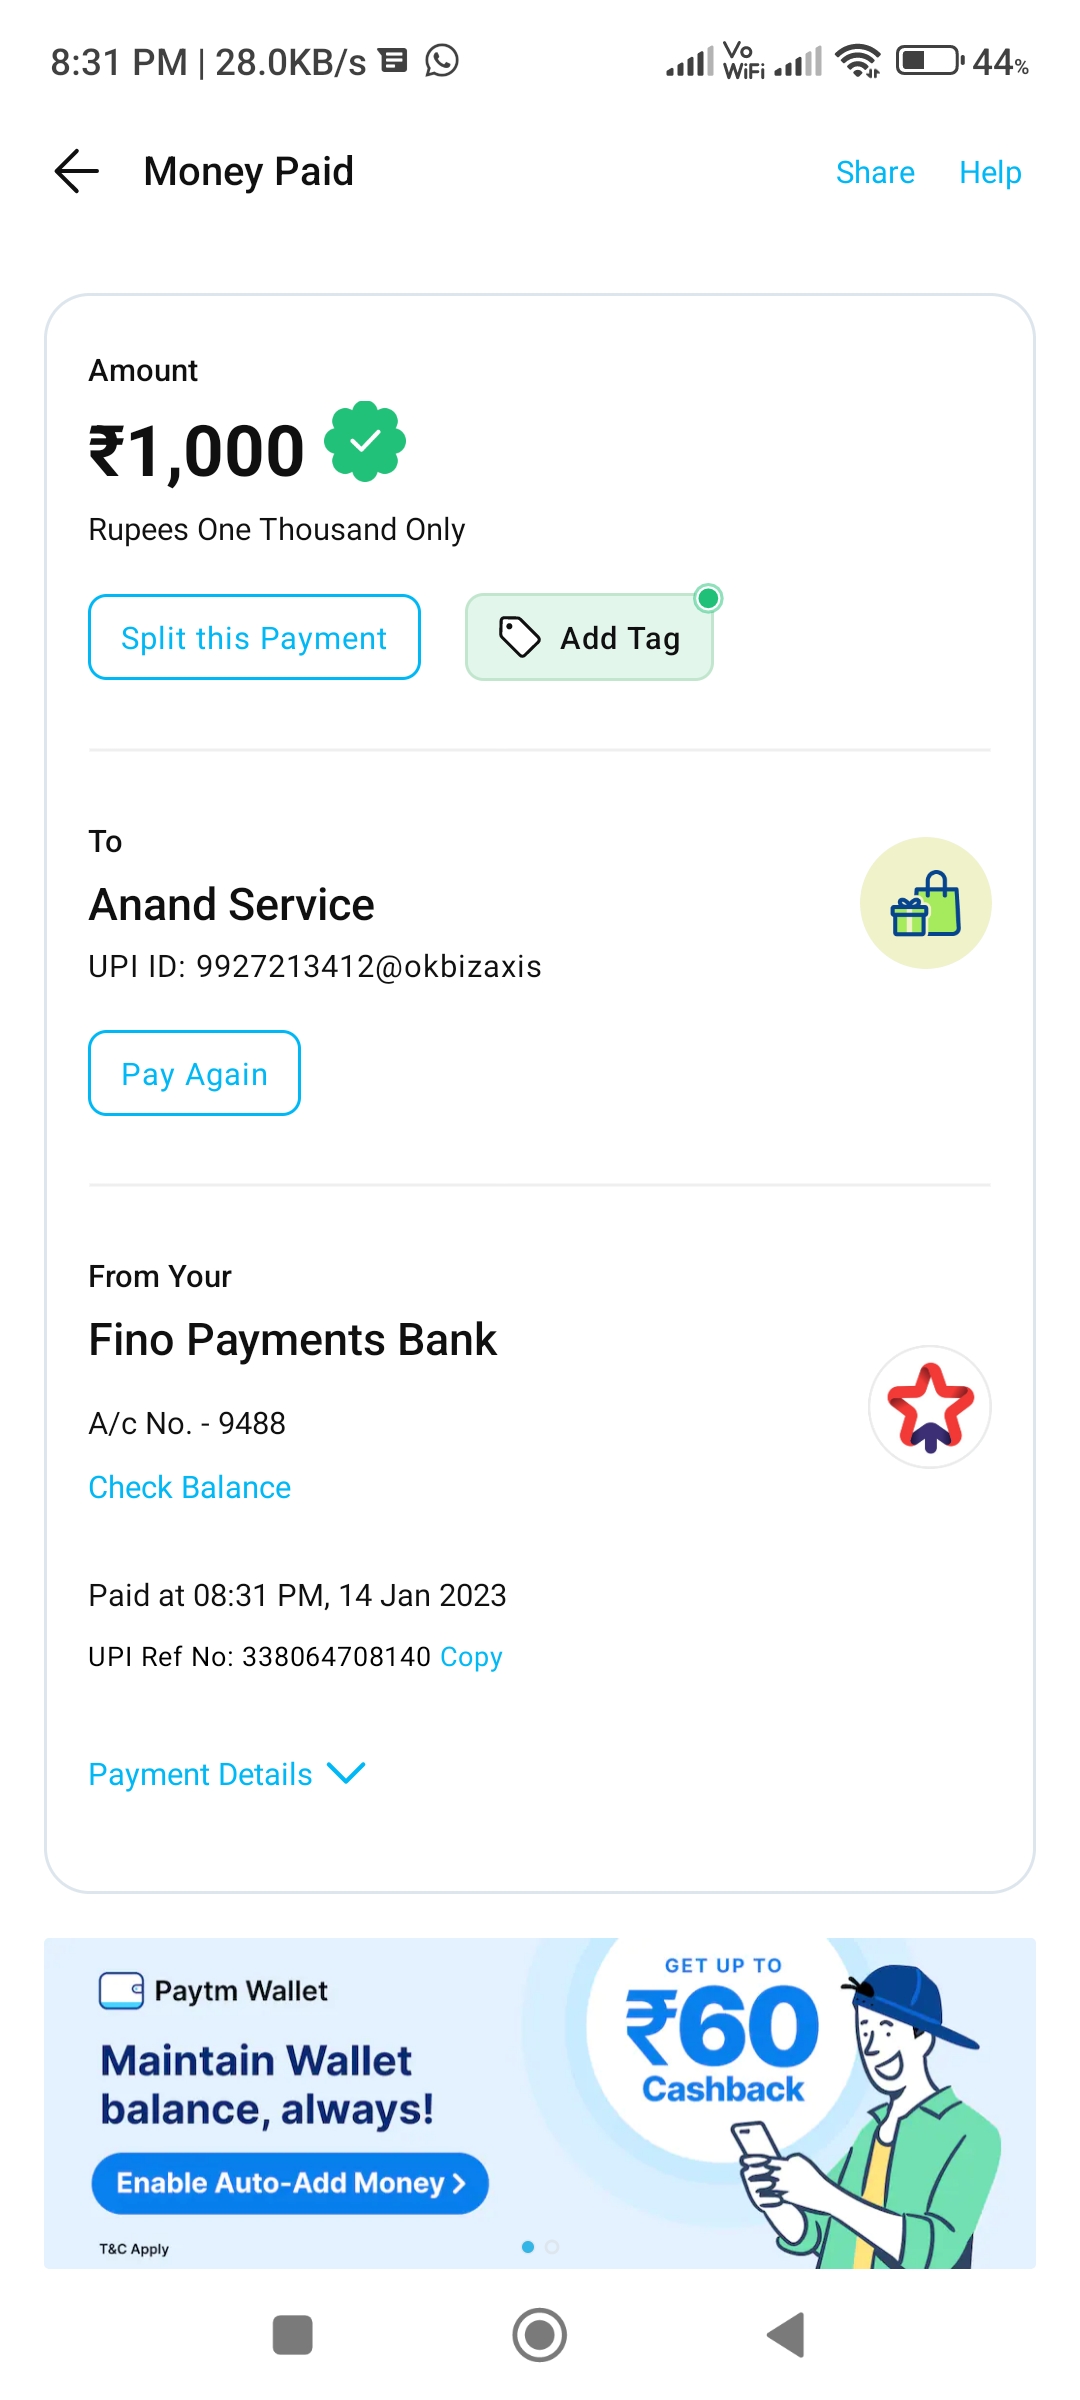 8:31 PM | 28.0KB/s Vo WiFi 44%
Money Paid Share Help
Amount
₹1,000
Rupees One Thousand Only
Split this Payment Add Tag
To
Anand Service
UPI ID: 9927213412@okbizaxis
Pay Again
From Your
Fino Payments Bank
A/c No. - 9488
Check Balance
Paid at 08:31 PM, 14 Jan 2023
UPI Ref No: 338064708140 Copy
Payment Details
Paytm Wallet
Maintain Wallet
balance, always!
Enable Auto-Add Money
T&C Apply
GET UP TO
₹60
Cashback